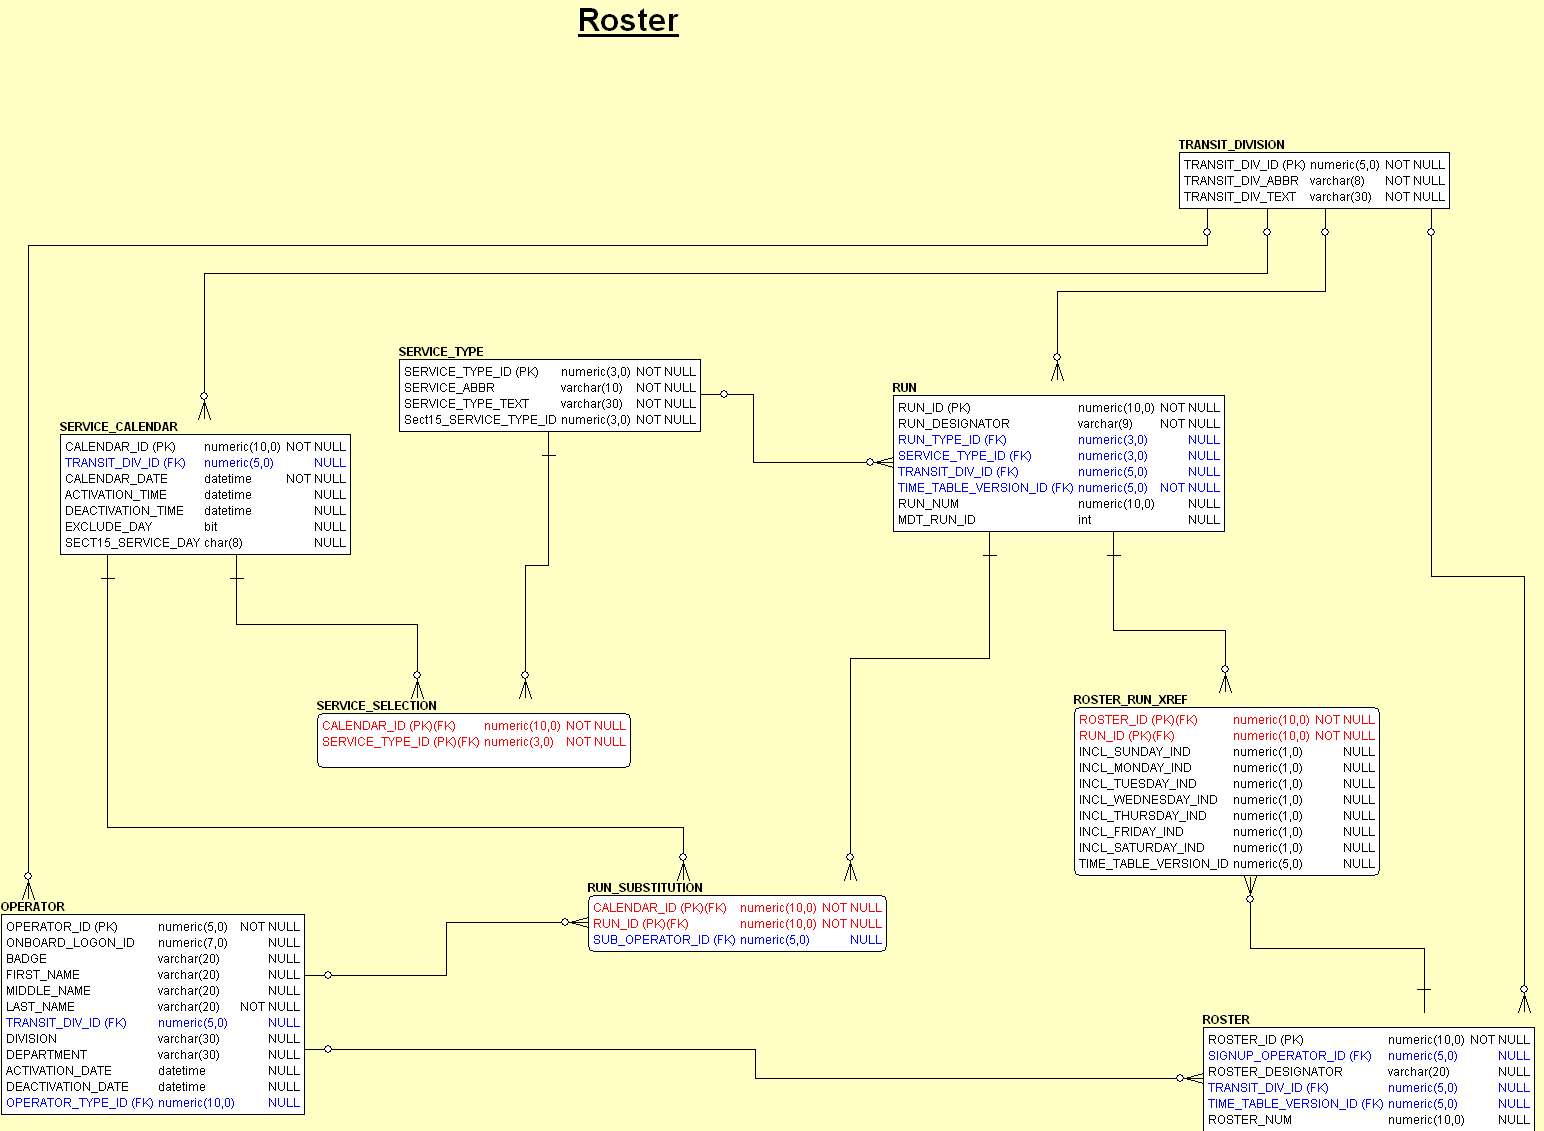 Roster
TRANSIT_DIVISION
TRANSIT_DIV_ID (PK) numeric(5,0) NOT NULL
TRANSIT_DIV_ABBR varchar(8) NOT NULL
TRANSIT_DIV_TEXT varchar(30) NOT NULL
SERVICE_TYPE
SERVICE_TYPE_ID (PK) numeric(3,0) NOT NULL
SERVICE_ABBR varchar(10) NOT NULL
SERVICE_TYPE_TEXT varchar(30) NOT NULL
Sect15_SERVICE_TYPE_ID numeric(3,0) NOT NULL
RUN
RUN_ID (PK) numeric(10,0) NOT NULL
RUN_DESIGNATOR varchar(9) NOT NULL
RUN_TYPE_ID (FK) numeric(3,0) NULL
SERVICE_TYPE_ID (FK) numeric(3,0) NULL
TRANSIT_DIV_ID (FK) numeric(5,0) NULL
TIME_TABLE_VERSION_ID (FK) numeric(5,0) NOT NULL
RUN_NUM numeric(10,0) NULL
MDT_RUN_ID int NULL
SERVICE_CALENDAR
CALENDAR_ID (PK) numeric(10,0) NOT NULL
TRANSIT_DIV_ID (FK) numeric(5,0) NULL
CALENDAR_DATE datetime NOT NULL
ACTIVATION_TIME datetime NULL
DEACTIVATION_TIME datetime NULL
EXCLUDE_DAY bit NULL
SECT15_SERVICE_DAY char(8) NULL
SERVICE_SELECTION
CALENDAR_ID (PK)(FK) numeric(10,0) NOT NULL
SERVICE_TYPE_ID (PK)(FK) numeric(3,0) NOT NULL
ROSTER_RUN_XREF
ROSTER_ID (PK)(FK) numeric(10,0) NOT NULL
RUN_ID (PK)(FK) numeric(10,0) NOT NULL
INCL_SUNDAY_IND numeric(1,0) NULL
INCL_MONDAY_IND numeric(1,0) NULL
INCL_TUESDAY_IND numeric(1,0) NULL
INCL_WEDNESDAY_IND numeric(1,0) NULL
INCL_THURSDAY_IND numeric(1,0) NULL
INCL_FRIDAY_IND numeric(1,0) NULL
INCL_SATURDAY_IND numeric(1,0) NULL
TIME_TABLE_VERSION_ID numeric(5,0) NULL
RUN_SUBSTITUTION
CALENDAR_ID (PK)(FK) numeric(10,0) NOT NULL
RUN_ID (PK)(FK) numeric(10,0) NOT NULL
SUB_OPERATOR_ID (FK) numeric(5,0) NULL
OPERATOR
OPERATOR_ID (PK) numeric(5,0) NOT NULL
ONBOARD_LOGON_ID numeric(7,0) NULL
BADGE varchar(20) NULL
FIRST_NAME varchar(20) NULL
MIDDLE_NAME varchar(20) NULL
LAST_NAME varchar(20) NOT NULL
TRANSIT_DIV_ID (FK) numeric(5,0) NULL
DIVISION varchar(30) NULL
DEPARTMENT varchar(30) NULL
ACTIVATION_DATE datetime NULL
DEACTIVATION_DATE datetime NULL
OPERATOR_TYPE_ID (FK) numeric(10,0) NULL
ROSTER
ROSTER_ID (PK) numeric(10,0) NOT NULL
SIGNUP_OPERATOR_ID (FK) numeric(5,0) NULL
ROSTER_DESIGNATOR varchar(20) NULL
TRANSIT_DIV_ID (FK) numeric(5,0) NULL
TIME_TABLE_VERSION_ID (FK) numeric(5,0) NULL
ROSTER_NUM numeric(10,0) NULL